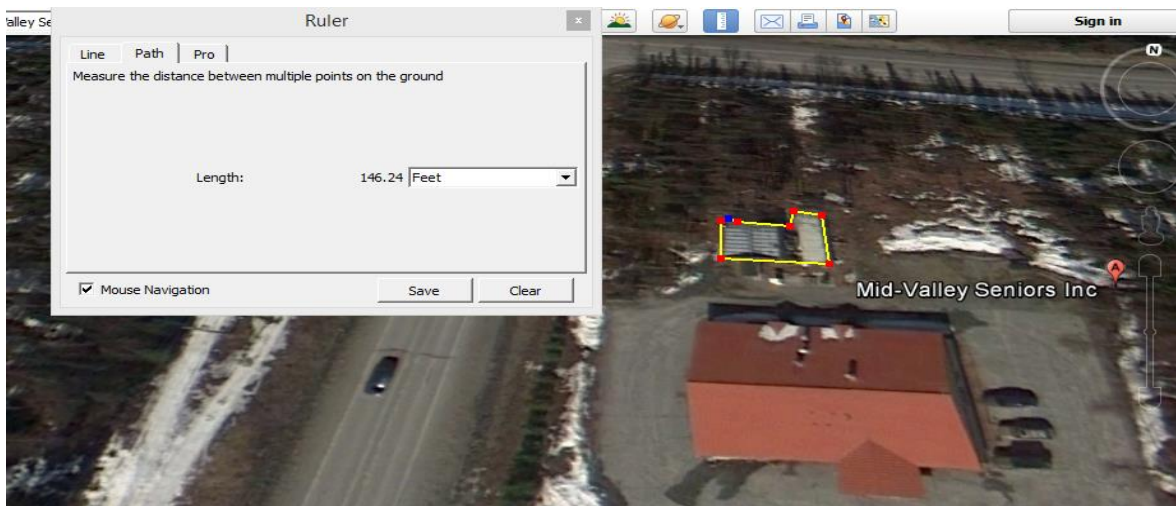 alley Se
Ruler
x
Sign in
Line Path Pro
Measure the distance between multiple points on the ground
N
Length: 146.24 Feet
A
Mouse Navigation Save Clear
Mid-Valley Seniors Inc